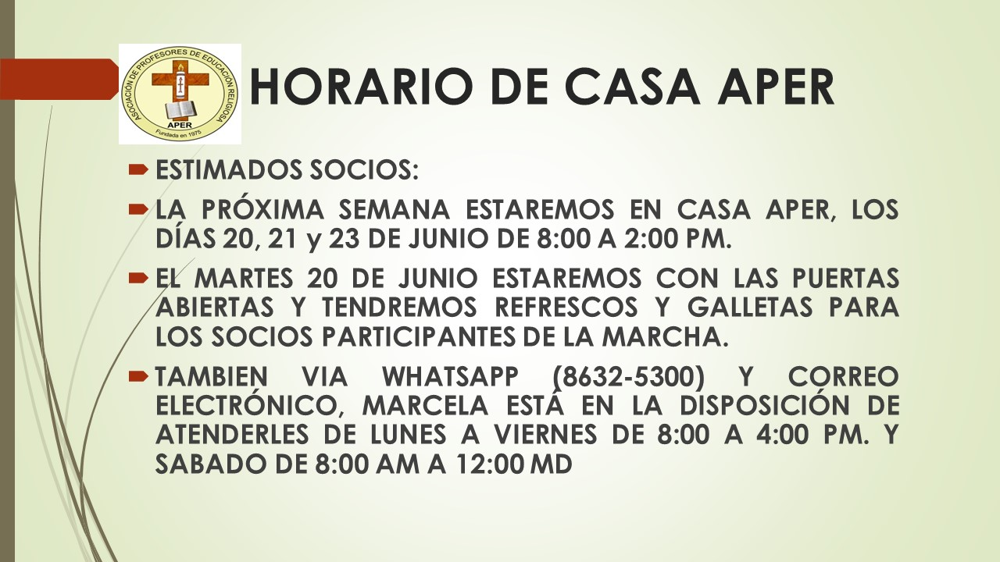 ASOCIACIÓN DE PROFESORES DE EDUCACIÓN RELIGIOSA
APER
Fundada en 1975
HORARIO DE CASA APER
ESTIMADOS SOCIOS:
LA PRÓXIMA SEMANA ESTAREMOS EN CASA APER, LOS
DÍAS 20, 21 y 23 DE JUNIO DE 8:00 A 2:00 PM.
EL MARTES 20 DE JUNIO ESTAREMOS CON LAS PUERTAS
ABIERTAS Y TENDREMOS REFRESCOS Y GALLETAS PARA
LOS SOCIOS PARTICIPANTES DE LA MARCHA.
TAMBIEN VIA WHATSAPP (8632-5300) Y CORREO
ELECTRÓNICO, MARCELA ESTÁ EN LA DISPOSICIÓN DE
ATENDERLES DE LUNES A VIERNES DE 8:00 A 4:00 PM. Y
SABADO DE 8:00 AM A 12:00 MD